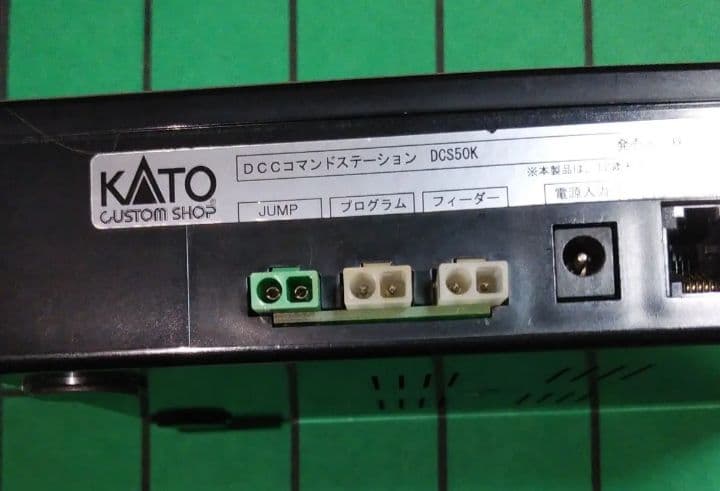 KATO
CUSTOM SHOP
DCCコマンドステーション DCS50K
※本製品は、
JUMP
プログラム
フィーダー
電源入力